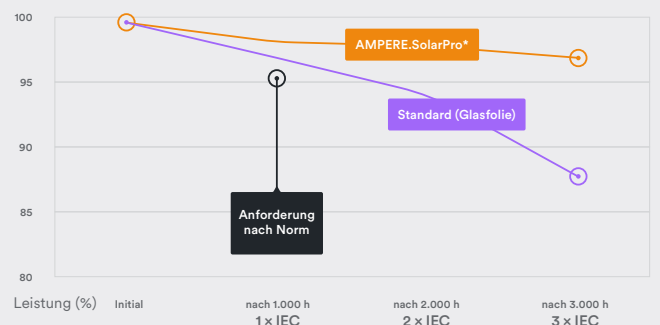 100
AMPERE.SolarPro*
95
Standard (Glasfolie)
90
85
Anforderung
nach Norm
80
Leistung (%)
Initial
nach 1.000 h
1 x IEC
nach 2.000 h
2 x IEC
nach 3.000 h
3 x IEC